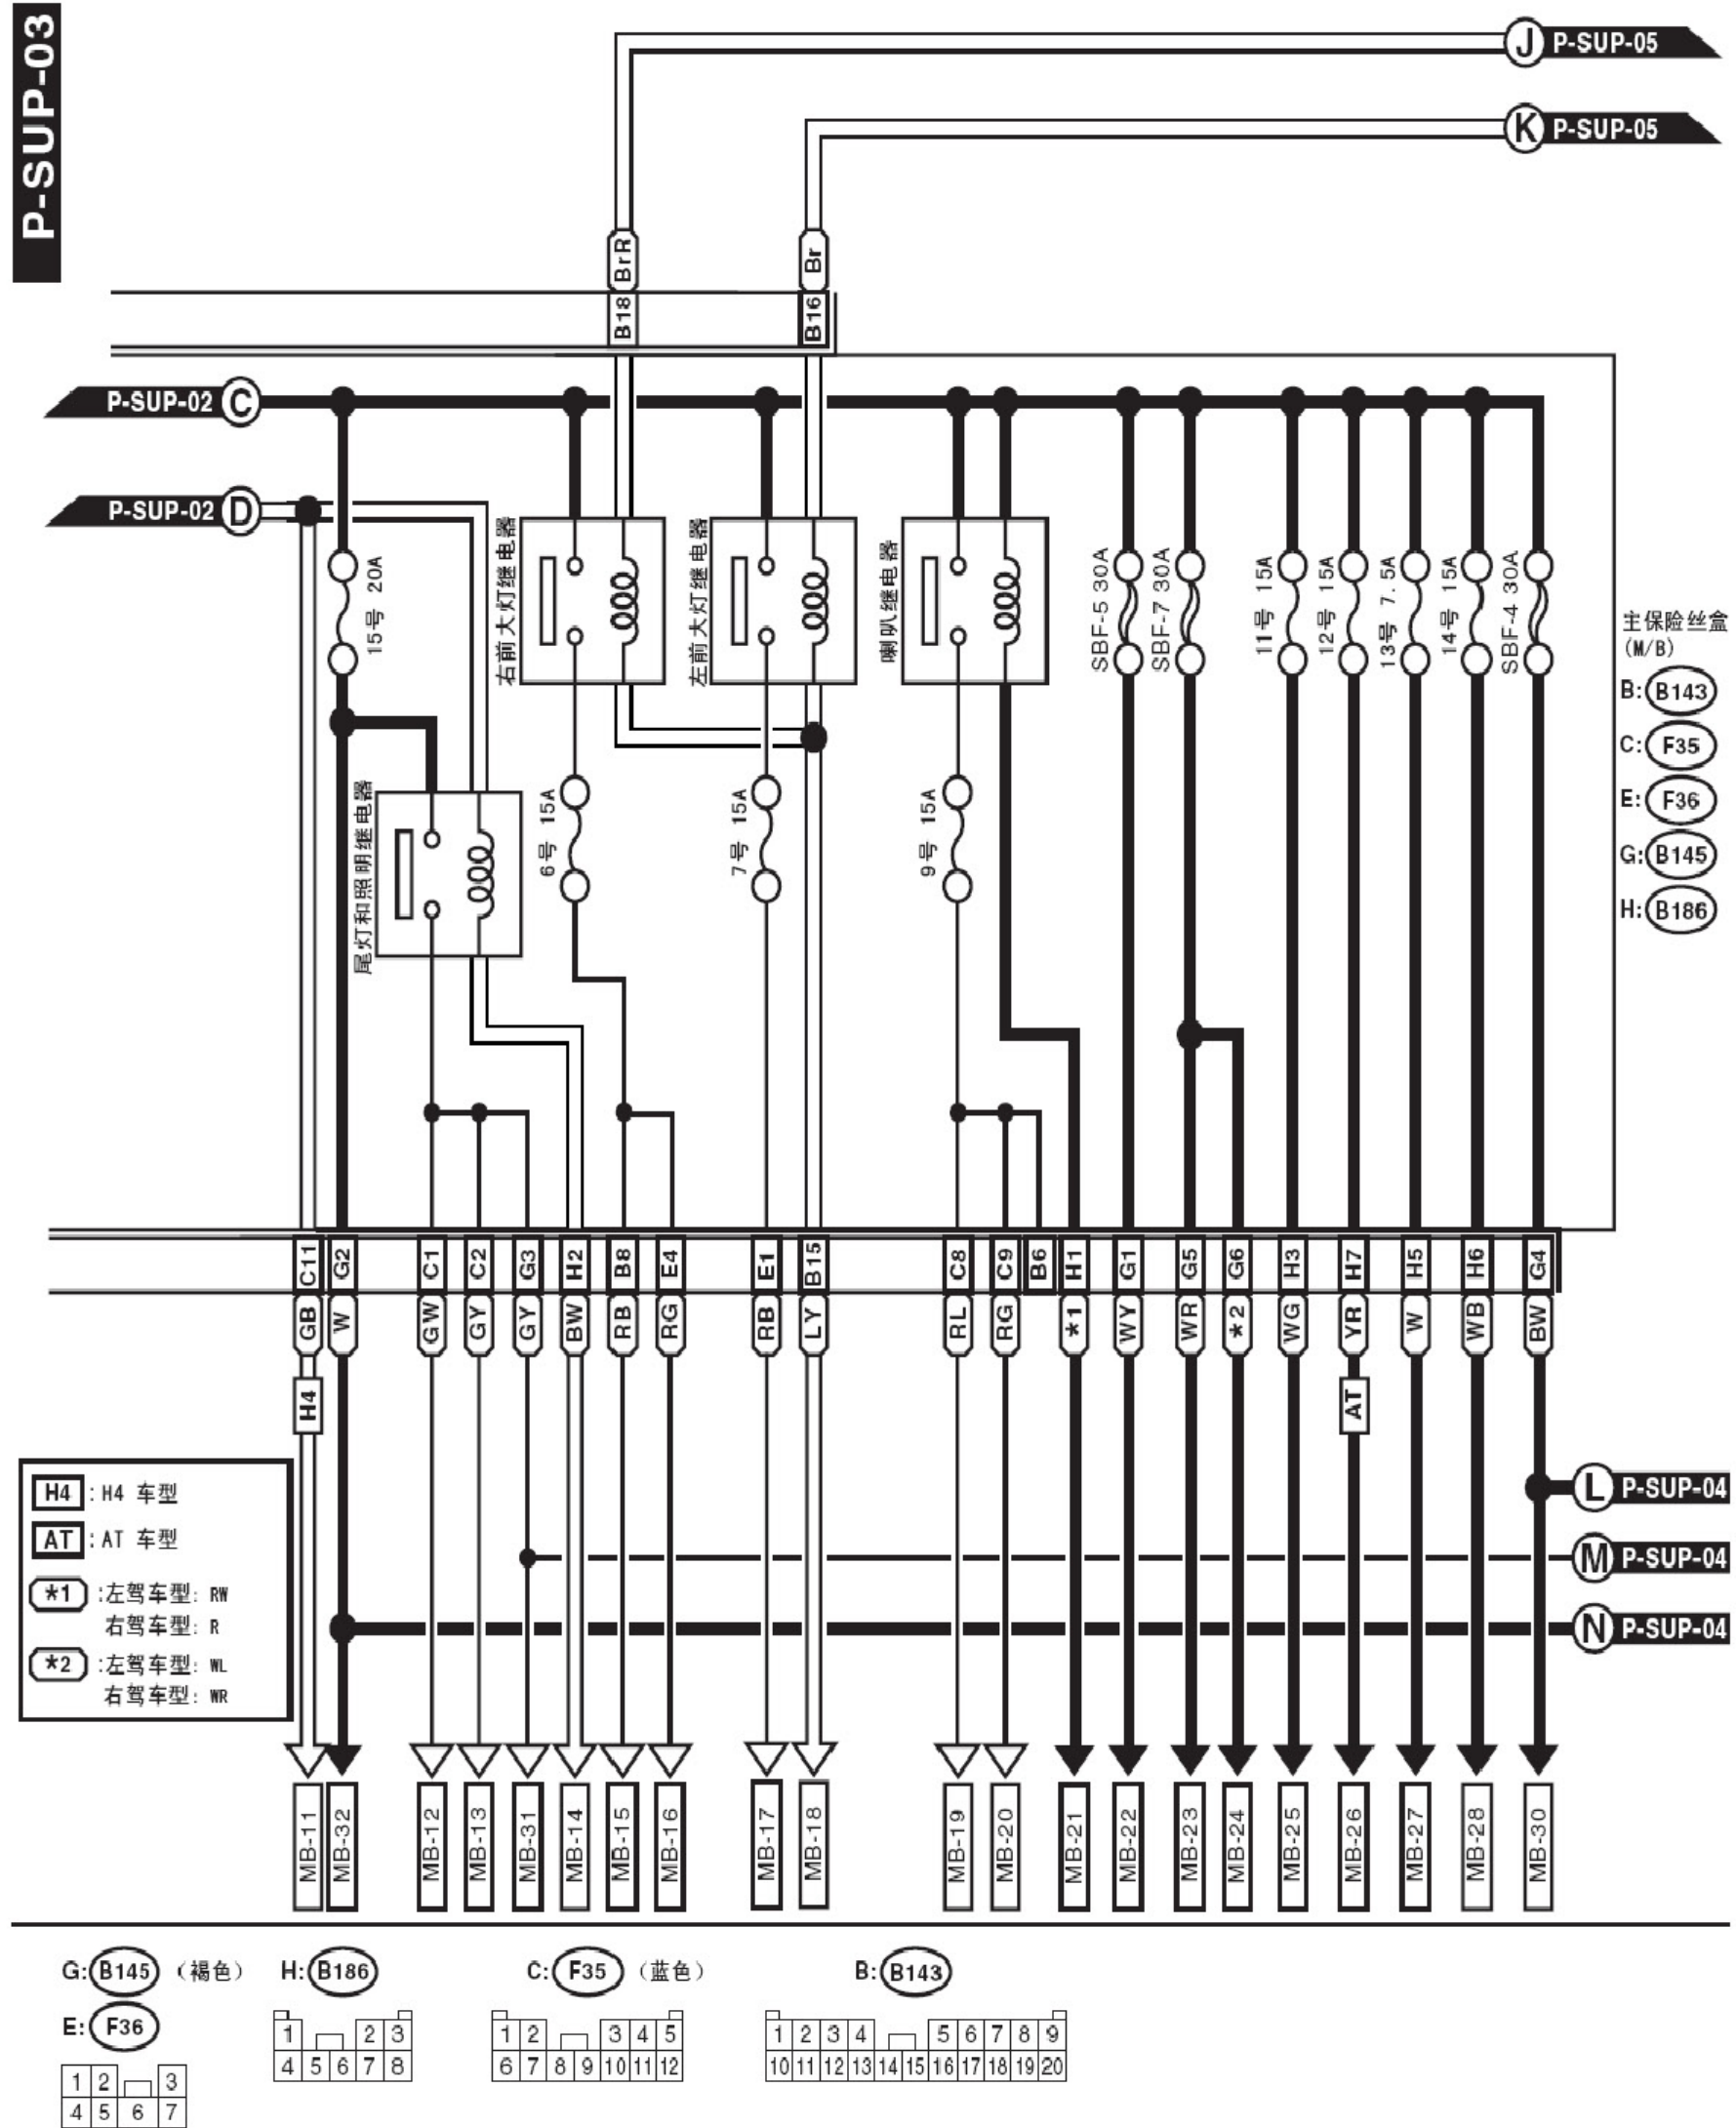 P-SUP-03
J P-SUP-05
K P-SUP-05
BrR
Br
B18
B16
P-SUP-02 C
P-SUP-02 D
15号 20A
右前大灯继电器
左前大灯继电器
喇叭继电器
SBF-5 30A
SBF-7 30A
11号 15A
12号 15A
13号 7.5A
14号 15A
SBF-4 30A
主保险丝盒
(M/B)
B: B143
C: F35
E: F36
G: B145
H: B186
尾灯和照明继电器
6号 15A
7号 15A
9号 15A
C11 G2 C1 C2 G3 H2 B8 E4 E1 B15 C8 C9 B6 H1 G1 G5 G6 H3 H7 H5 H6 G4
GB W GW GY GY BW RB RG RB LY RL RG *1 WY WR *2 WG YR W WB BW
H4
AT
H4 : H4 车型
AT : AT 车型
*1 :左驾车型: RW
右驾车型: R
*2 :左驾车型: WL
右驾车型: WR
L P-SUP-04
M P-SUP-04
N P-SUP-04
MB-11 MB-32 MB-12 MB-13 MB-31 MB-14 MB-15 MB-16 MB-17 MB-18 MB-19 MB-20 MB-21 MB-22 MB-23 MB-24 MB-25 MB-26 MB-27 MB-28 MB-30
G: B145 (褐色)
E: F36
1 2 3
4 5 6 7
H: B186
1 2 3
4 5 6 7 8
C: F35 (蓝色)
1 2 3 4 5
6 7 8 9 10 11 12
B: B143
1 2 3 4 5 6 7 8 9
10 11 12 13 14 15 16 17 18 19 20